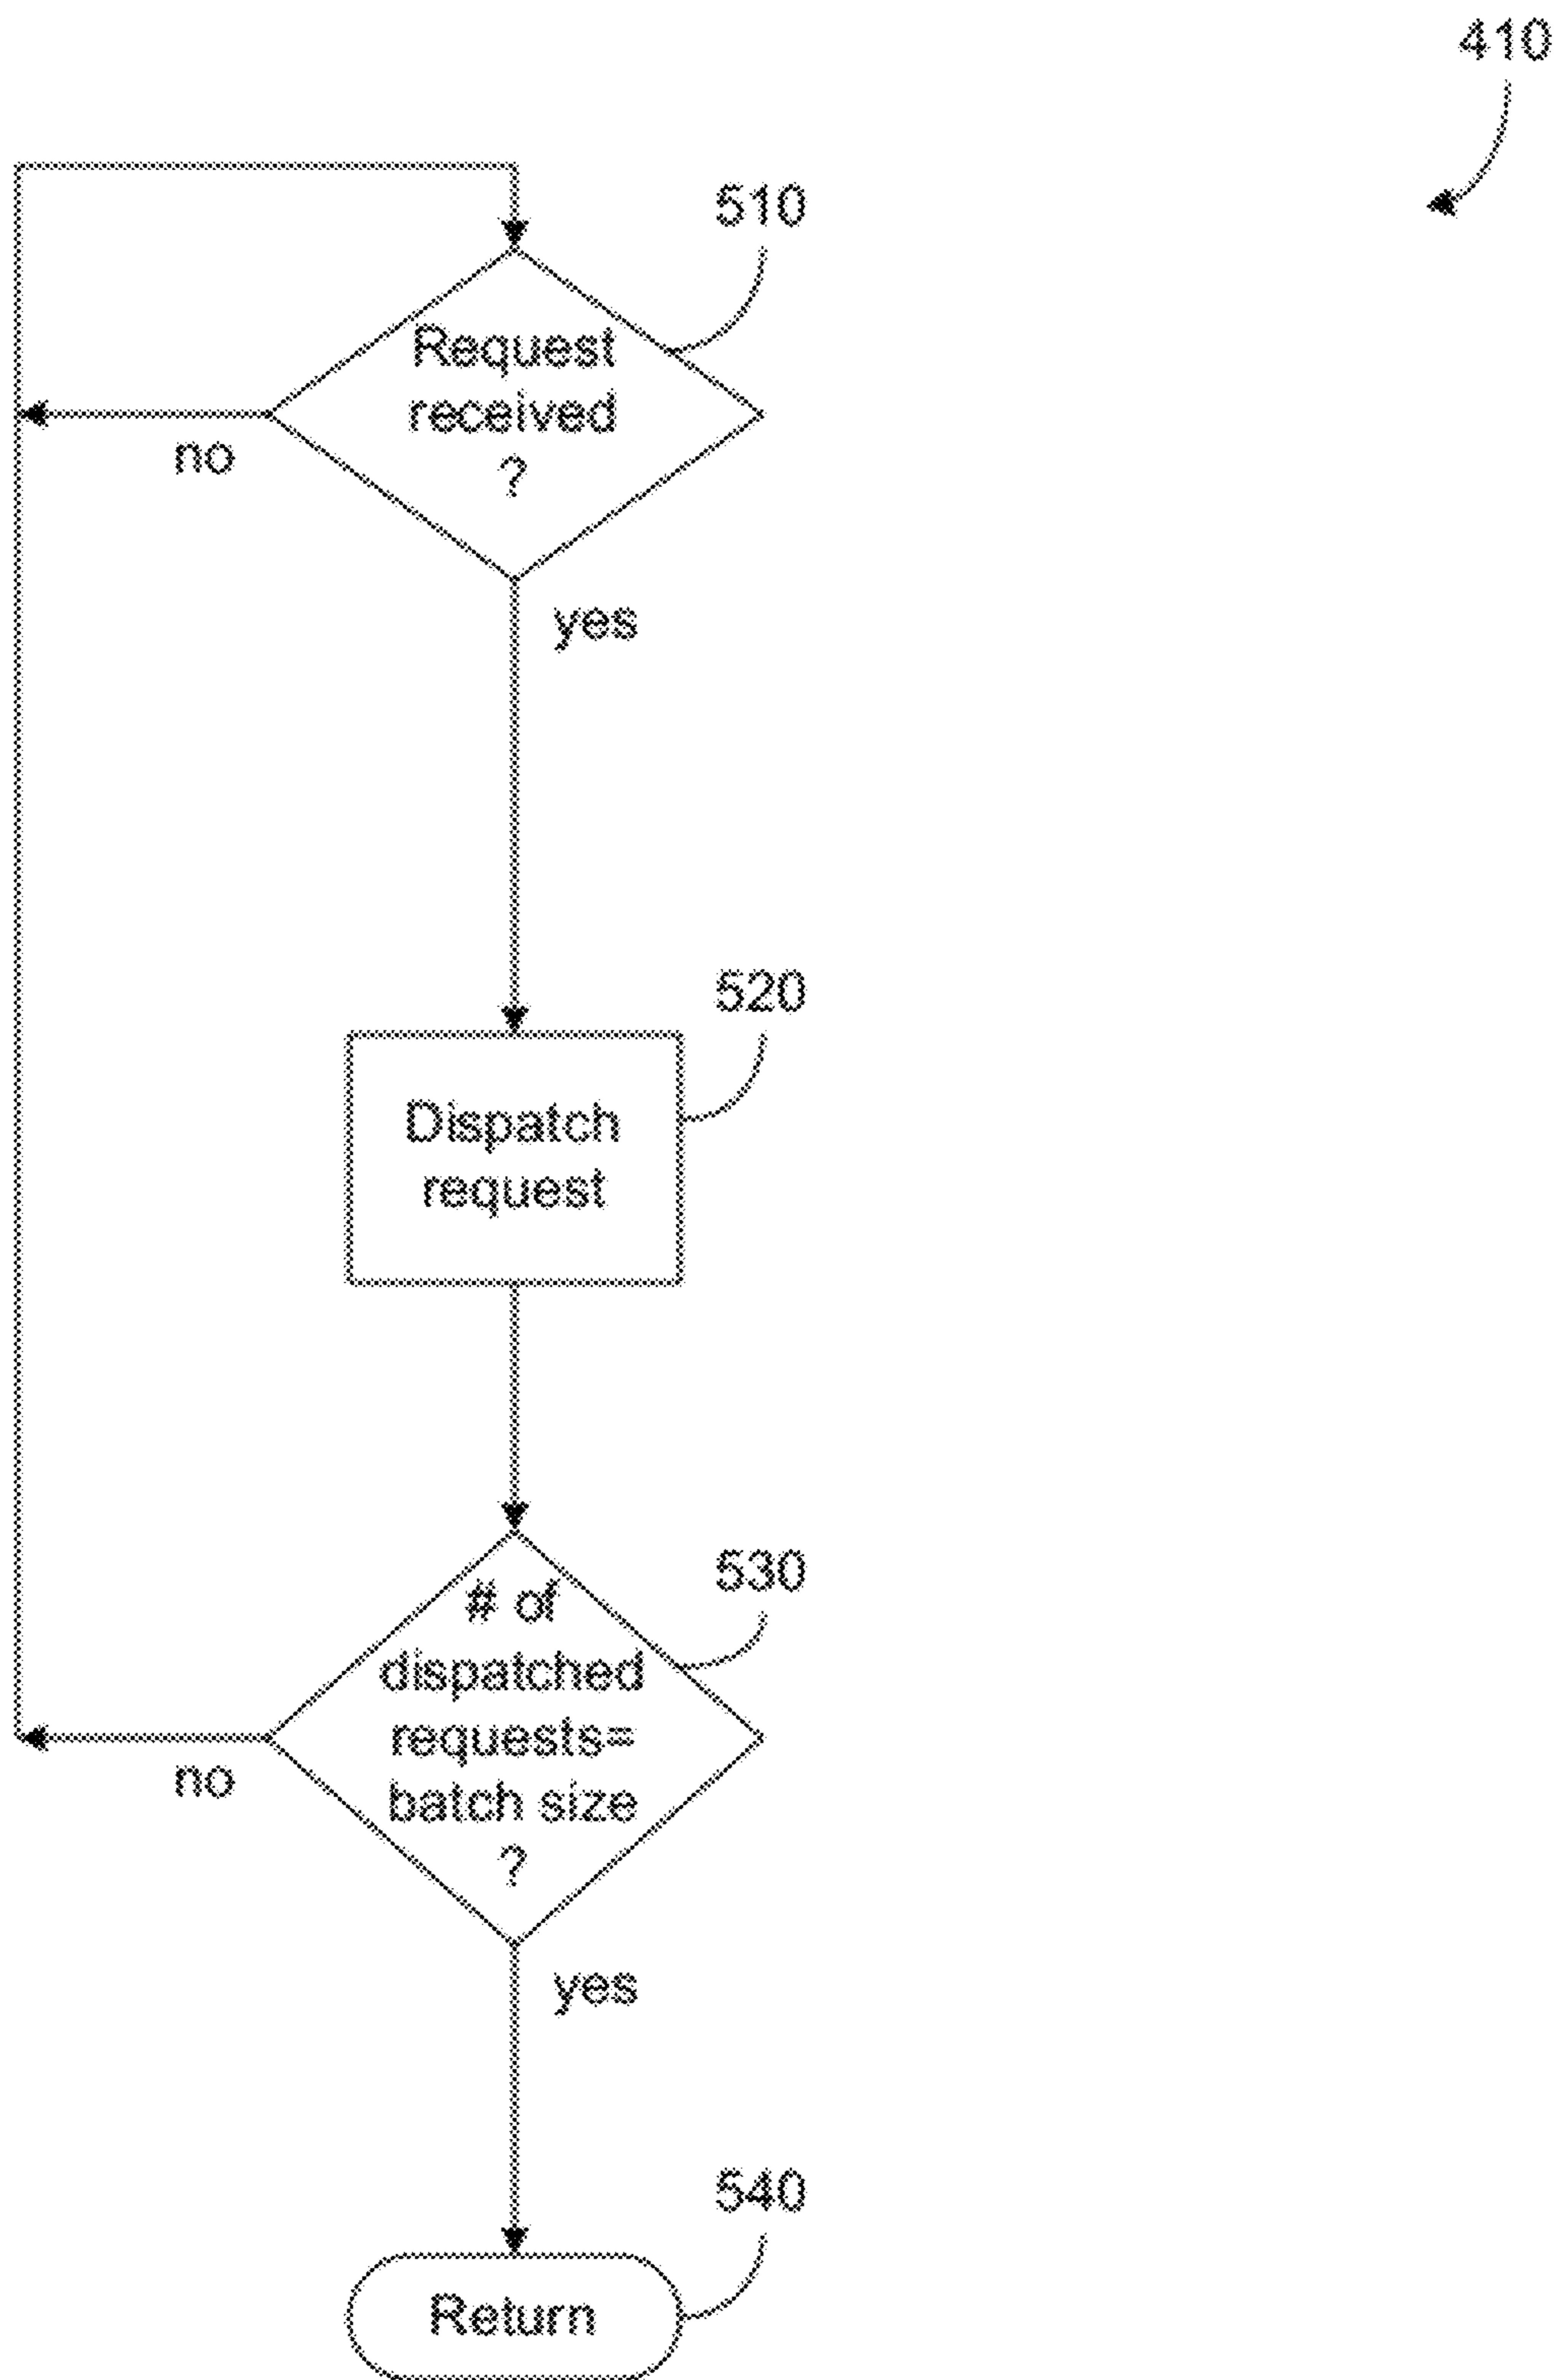 410
510
Request
received
?
no
yes
520
Dispatch
request
530
# of
dispatched
requests=
batch size
?
no
yes
540
Return